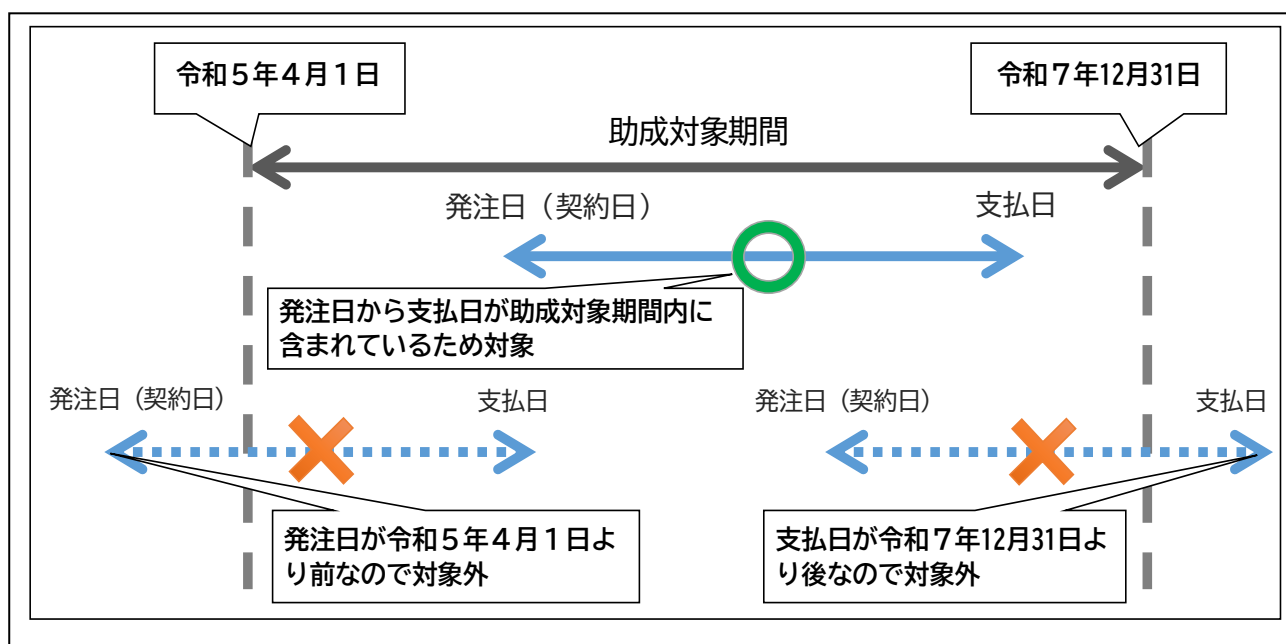 令和５年４月１日
令和７年12月31日
助成対象期間
発注日（契約日）
支払日
発注日から支払日が助成対象期間内に
含まれているため対象
発注日（契約日）
支払日
発注日（契約日）
支払日
発注日が令和５年４月１日よ
り前なので対象外
支払日が令和７年12月31日よ
り後なので対象外